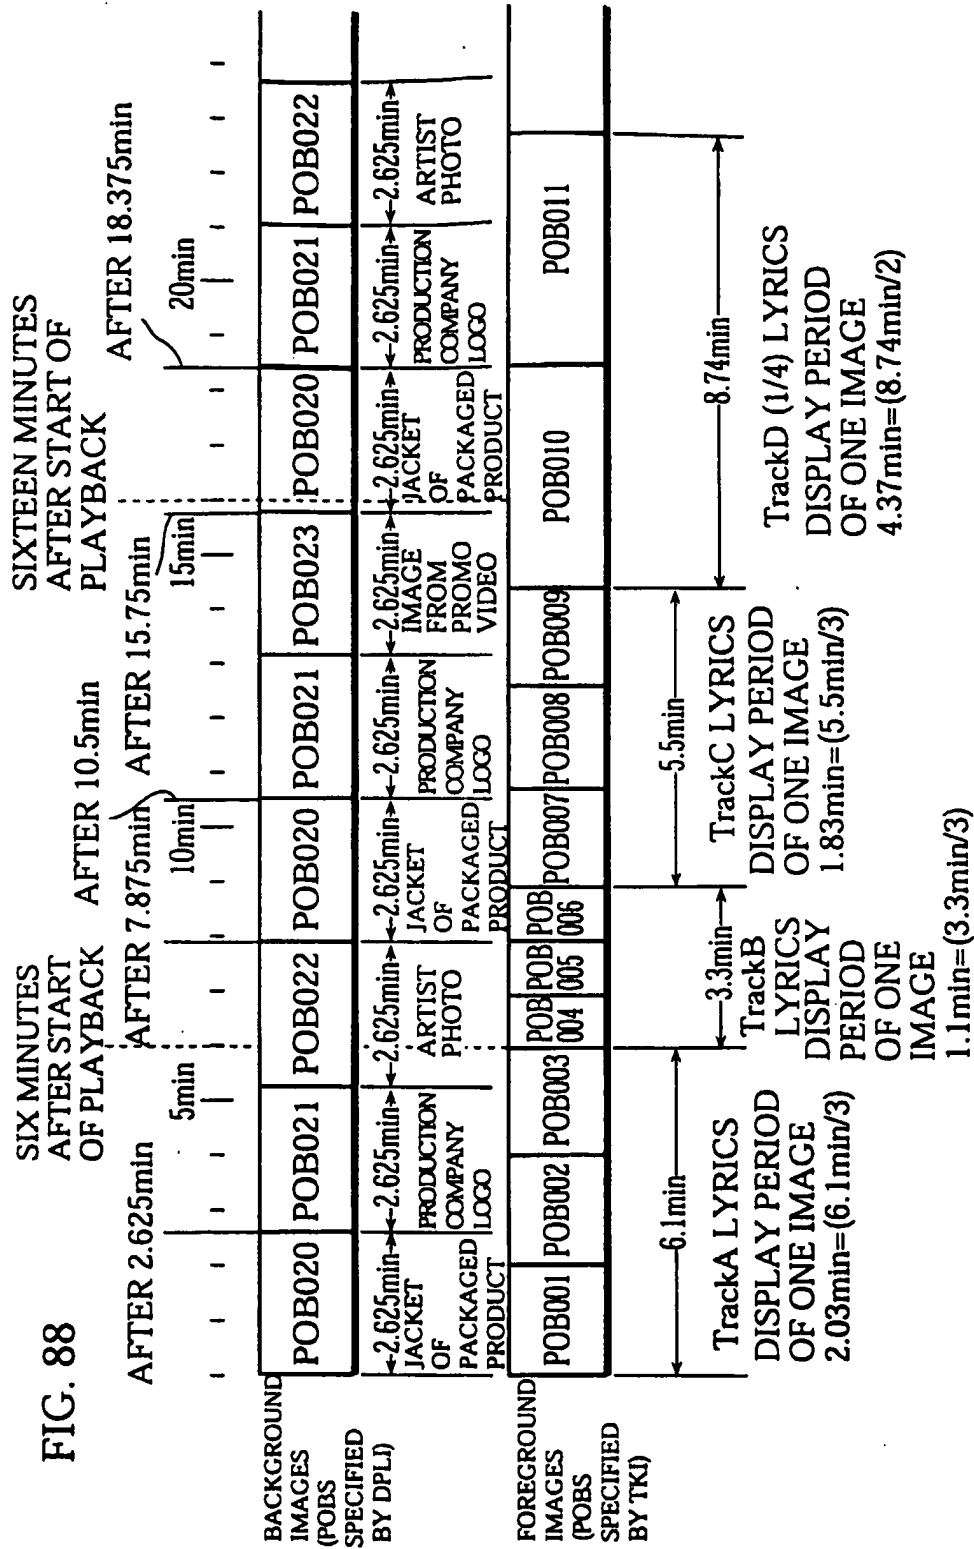 FIG. 88
SIX MINUTES
AFTER START
OF PLAYBACK
SIXTEEN MINUTES
AFTER START OF
PLAYBACK
AFTER 2.625min
AFTER 7.875min
AFTER 10.5min
AFTER 15.75min
AFTER 18.375min
5min
10min
15min
20min
BACKGROUND
IMAGES
(POBS
SPECIFIED
BY DPLI)
POB020
POB021
POB022
POB020
POB021
POB023
POB020
POB021
POB022
2.625min
JACKET
OF
PACKAGED
PRODUCT
2.625min
PRODUCTION
COMPANY
LOGO
2.625min
ARTIST
PHOTO
2.625min
JACKET
OF
PACKAGED
PRODUCT
2.625min
PRODUCTION
COMPANY
LOGO
2.625min
IMAGE
FROM
PROMO
VIDEO
2.625min
JACKET
OF
PACKAGED
PRODUCT
2.625min
PRODUCTION
COMPANY
LOGO
2.625min
ARTIST
PHOTO
FOREGROUND
IMAGES
(POBS
SPECIFIED
BY TKI)
POB001
POB002
POB003
POB
004
POB
005
POB
006
POB007
POB008
POB009
POB010
POB011
6.1min
TrackA LYRICS
DISPLAY PERIOD
OF ONE IMAGE
2.03min=(6.1min/3)
3.3min
TrackB
LYRICS
DISPLAY
PERIOD
OF ONE
IMAGE
1.1min=(3.3min/3)
5.5min
TrackC LYRICS
DISPLAY PERIOD
OF ONE IMAGE
1.83min=(5.5min/3)
8.74min
TrackD (1/4) LYRICS
DISPLAY PERIOD
OF ONE IMAGE
4.37min=(8.74min/2)